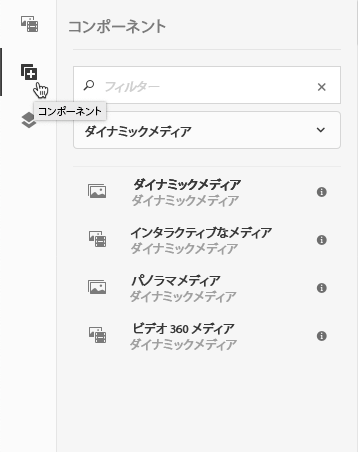 コンポーネント
フィルター
コンポーネント
ダイナミックメディア
ダイナミックメディア
ダイナミックメディア
インタラクティブなメディア
ダイナミックメディア
パノラマメディア
ダイナミックメディア
ビデオ 360 メディア
ダイナミックメディア